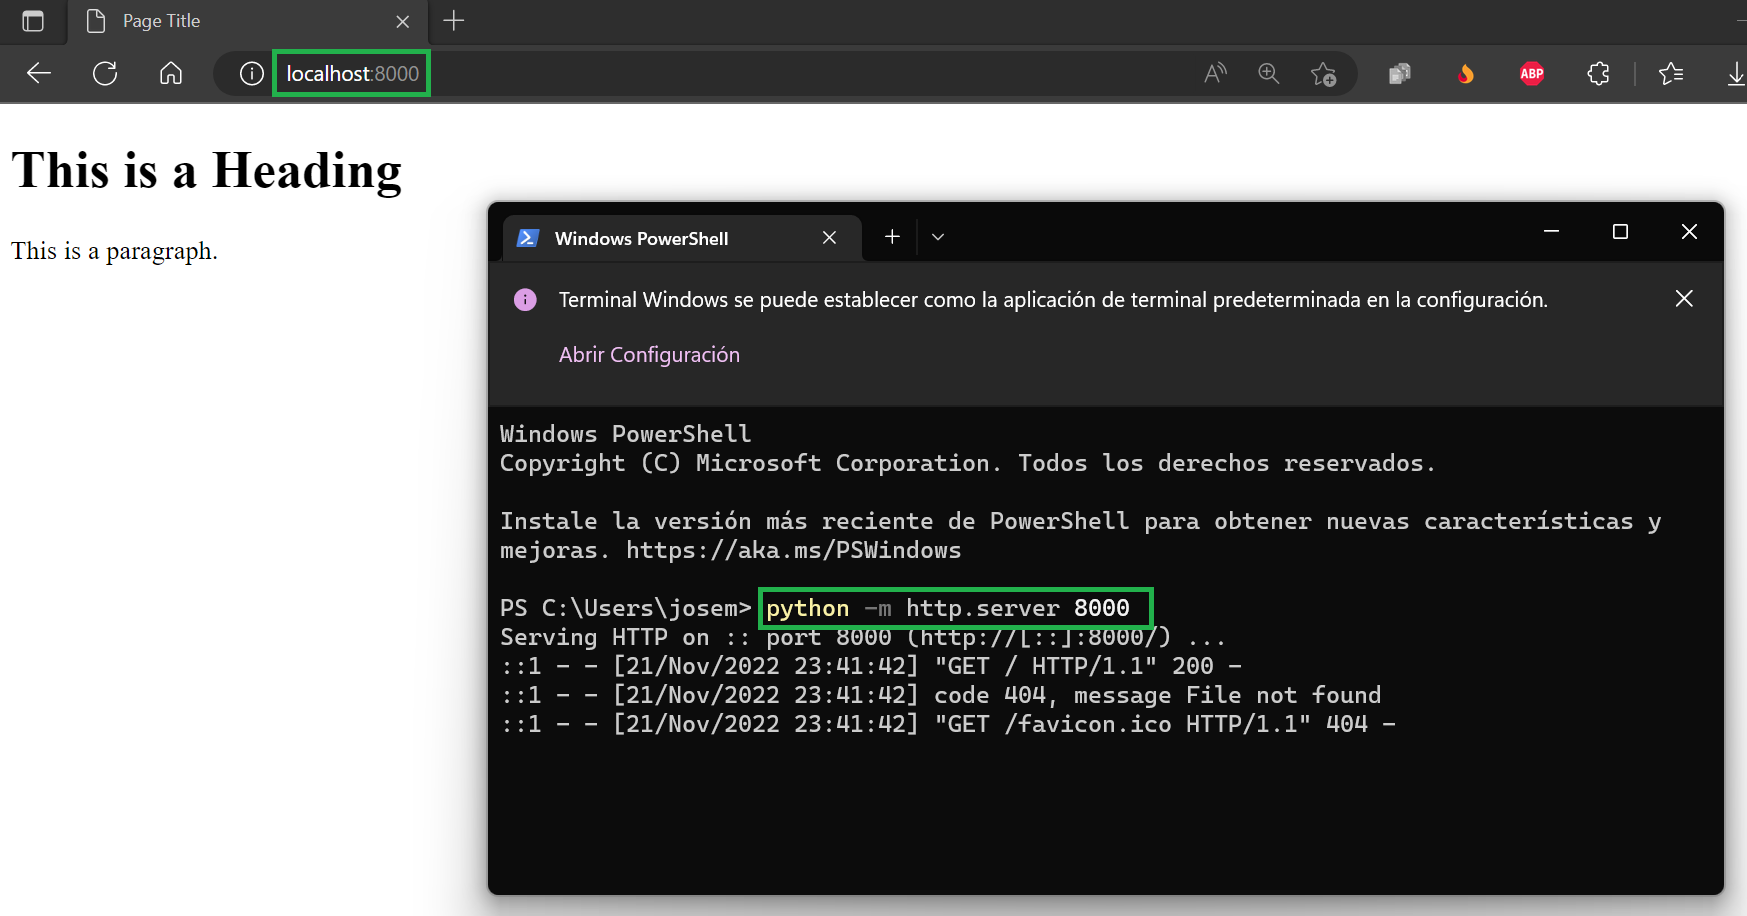 Page Title
localhost:8000
ABP
This is a Heading
This is a paragraph.
Windows PowerShell
Terminal Windows se puede establecer como la aplicación de terminal predeterminada en la configuración.
Abrir Configuración
Windows PowerShell
Copyright (C) Microsoft Corporation. Todos los derechos reservados.
Instale la versión más reciente de PowerShell para obtener nuevas características y
mejoras. https://aka.ms/PSWindows
PS C:\Users\josem> python -m http.server 8000
Serving HTTP on :: port 8000 (http://[::]:8000/) ...
::1 - - [21/Nov/2022 23:41:42] "GET / HTTP/1.1" 200 -
::1 - - [21/Nov/2022 23:41:42] code 404, message File not found
::1 - - [21/Nov/2022 23:41:42] "GET /favicon.ico HTTP/1.1" 404 -